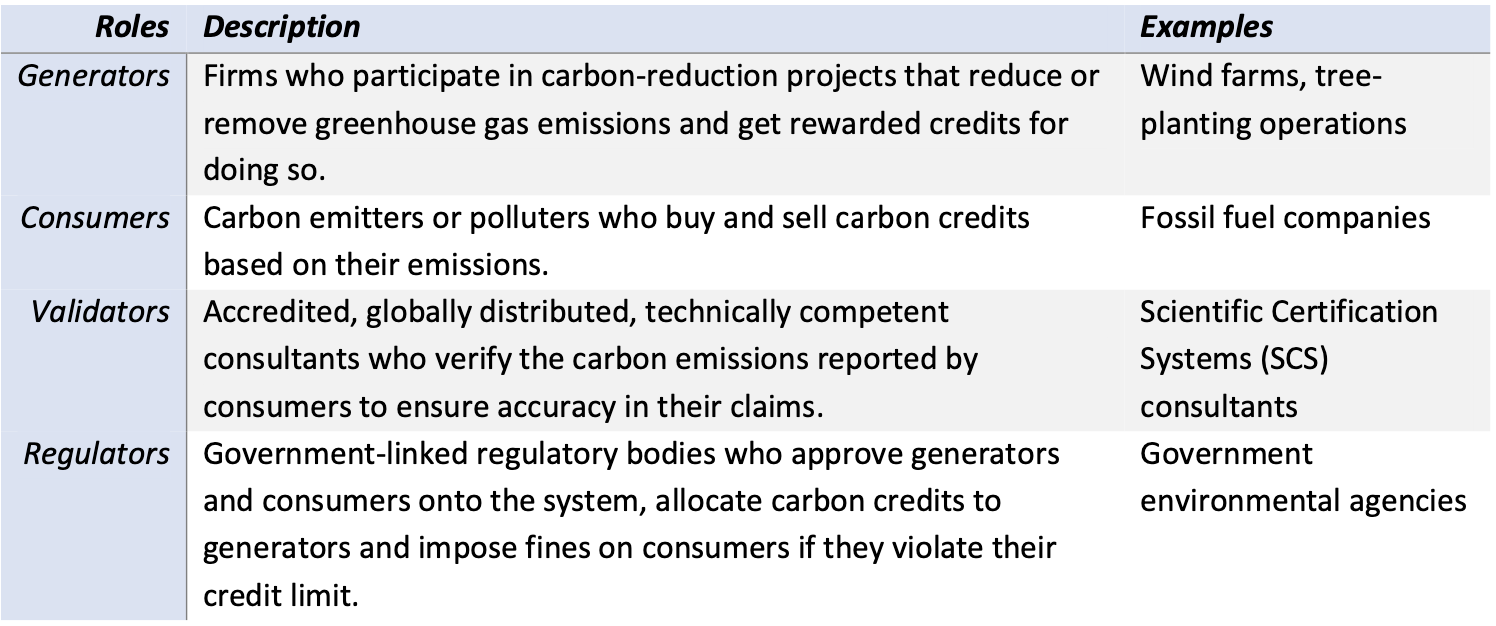 Roles Description Examples
Generators Firms who participate in carbon-reduction projects that reduce or Wind farms, tree-
remove greenhouse gas emissions and get rewarded credits for planting operations
doing so.
Consumers Carbon emitters or polluters who buy and sell carbon credits Fossil fuel companies
based on their emissions.
Validators Accredited, globally distributed, technically competent Scientific Certification
consultants who verify the carbon emissions reported by Systems (SCS)
consumers to ensure accuracy in their claims. consultants
Regulators Government-linked regulatory bodies who approve generators Government
and consumers onto the system, allocate carbon credits to environmental agencies
generators and impose fines on consumers if they violate their
credit limit.